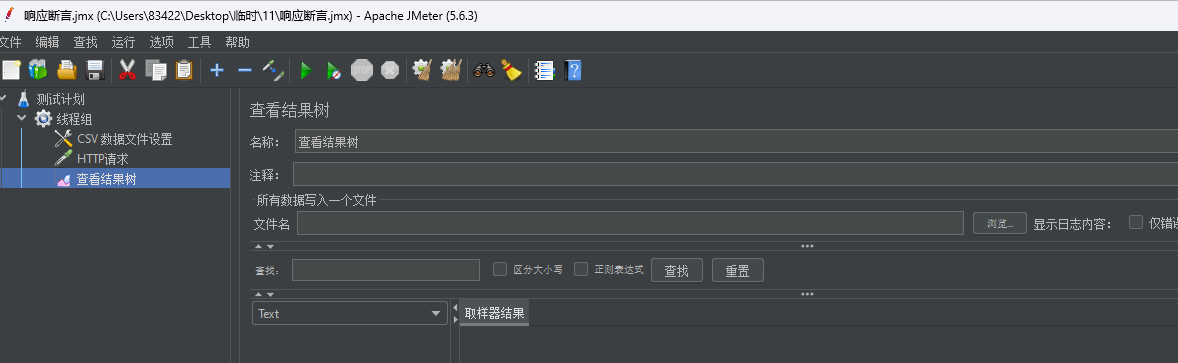 响应断言.jmx (C:\Users\83422\Desktop\临时\11\响应断言.jmx) - Apache JMeter (5.6.3)
文件 编辑 查找 运行 选项 工具 帮助
STOP
测试计划
线程组
CSV 数据文件设置
HTTP请求
查看结果树
查看结果树
名称： 查看结果树
注释：
所有数据写入一个文件
文件名 浏览... 显示日志内容： 仅错误
查找： 区分大小写 正则表达式 查找 重置
Text 取样器结果